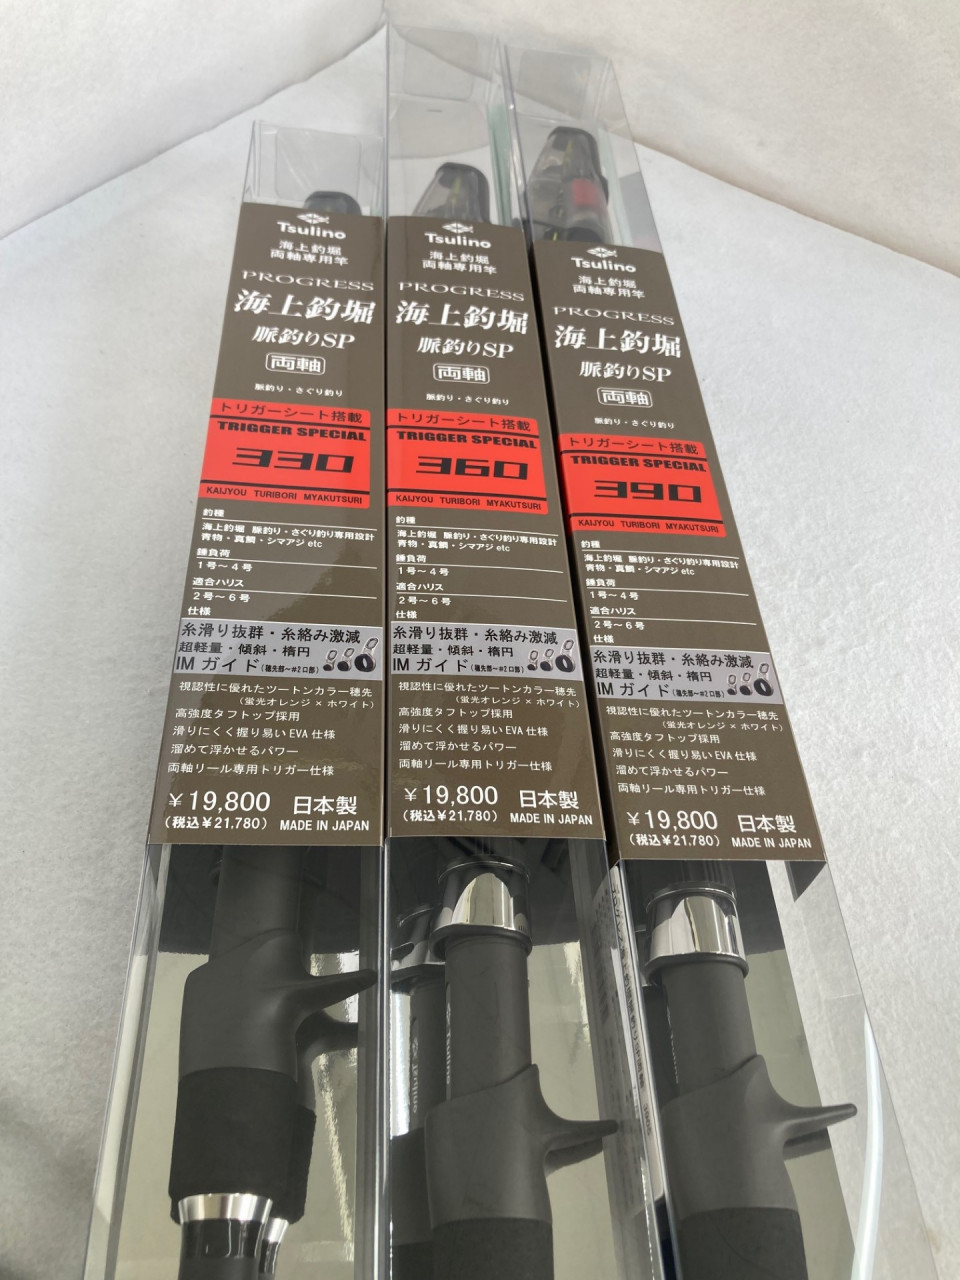 Tsulino
海上釣堀
両軸専用竿
PROGRESS
海上釣堀
脈釣りSP
両軸
脈釣り・さぐり釣り
トリガーシート搭載
TRIGGER SPECIAL
330
KAIJYOU TURIBORI MYAKUTSURI
釣種
海上釣堀 脈釣り・さぐり釣り専用設計
青物・真鯛・シマアジ etc
錘負荷
1号~4号
適合ハリス
2号~6号
仕様
糸滑り抜群・糸絡み激減
超軽量・傾斜・楕円
IMガイド(穂先部~#2口部)
視認性に優れたツートンカラー穂先
(蛍光オレンジ×ホワイト)
高強度タフトップ採用
滑りにくく握り易いEVA仕様
溜めて浮かせるパワー
両軸リール専用トリガー仕様
¥19,800 日本製
(税込¥21.780) MADE IN JAPAN
Tsulino
海上釣堀
両軸専用竿
PROGRESS
海上釣堀
脈釣りSP
両軸
脈釣り・さぐり釣り
トリガーシート搭載
TRIGGER SPECIAL
360
KAIJYOU TURIBORI MYAKUTSURI
釣種
海上釣堀 脈釣り・さぐり釣り専用設計
青物・真鯛・シマアジ etc
錘負荷
1号~4号
適合ハリス
2号~6号
仕様
糸滑り抜群・糸絡み激減
超軽量・傾斜・楕円
IMガイド(穂先部~#2口部)
視認性に優れたツートンカラー穂先
(蛍光オレンジ×ホワイト)
高強度タフトップ採用
滑りにくく握り易いEVA仕様
溜めて浮かせるパワー
両軸リール専用トリガー仕様
¥19,800 日本製
(税込¥21.780) MADE IN JAPAN
Tsulino
海上釣堀
両軸専用竿
PROGRESS
海上釣堀
脈釣りSP
両軸
脈釣り・さぐり釣り
トリガーシート搭載
TRIGGER SPECIAL
390
KAIJYOU TURIBORI MYAKUTSURI
釣種
海上釣堀 脈釣り・さぐり釣り専用設計
青物・真鯛・シマアジ etc
錘負荷
1号~4号
適合ハリス
2号~6号
仕様
糸滑り抜群・糸絡み激減
超軽量・傾斜・楕円
IMガイド(穂先部~#2口部)
視認性に優れたツートンカラー穂先
(蛍光オレンジ×ホワイト)
高強度タフトップ採用
滑りにくく握り易いEVA仕様
溜めて浮かせるパワー
両軸リール専用トリガー仕様
¥19,800 日本製
(税込¥21.780) MADE IN JAPAN
Tsulino